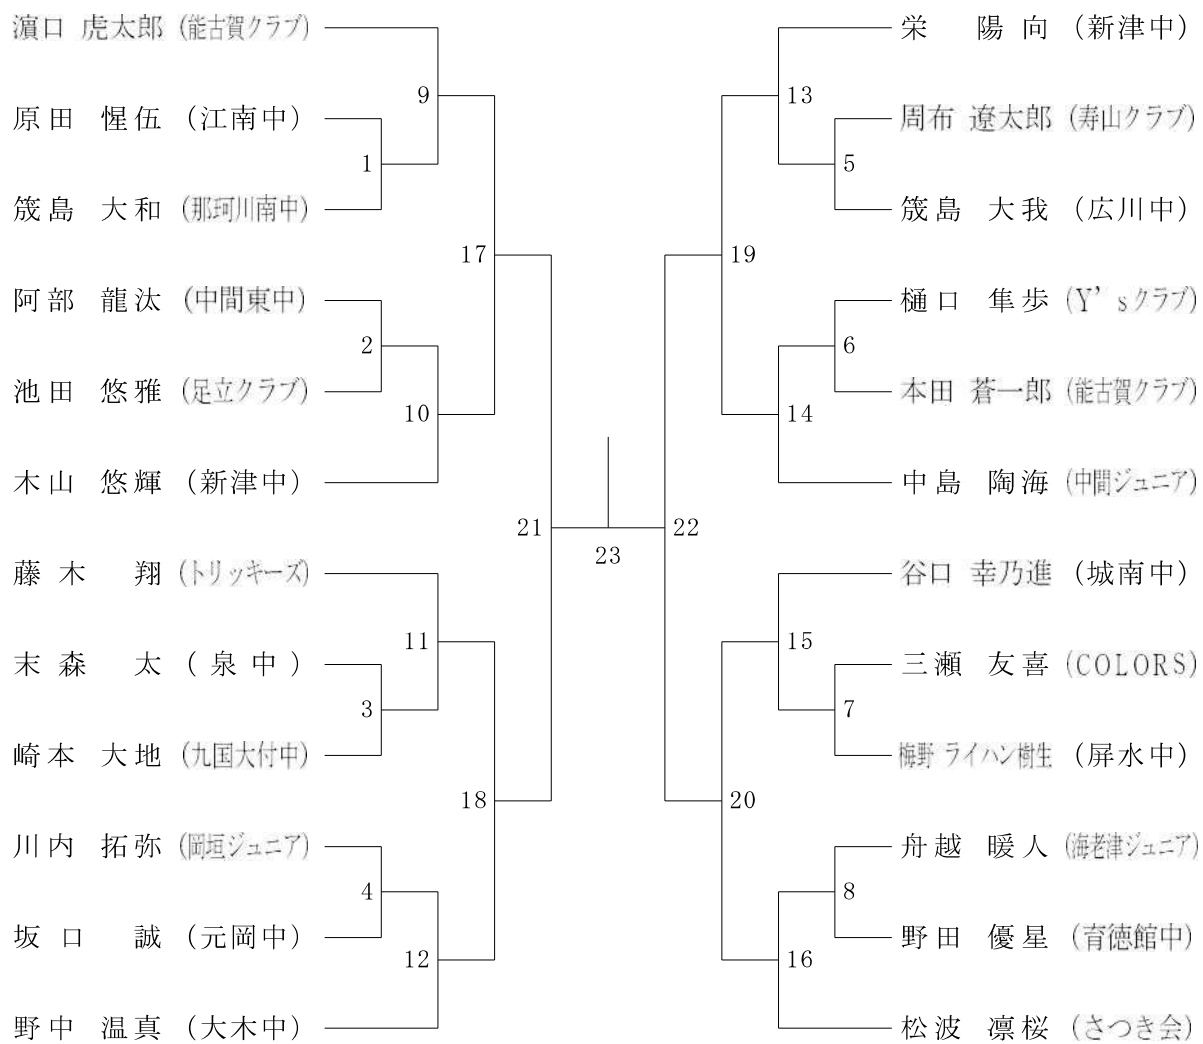 濵口 虎太郎 (能古賀クラブ)
9
原田 惺伍 (江南中)
1
筬島 大和 (那珂川南中)
17
阿部 龍汰 (中間東中)
2
池田 悠雅 (足立クラブ)
10
木山 悠輝 (新津中)
21
藤木 翔 (トリッキーズ)
11
末森 太 (泉中)
3
崎本 大地 (九国大付中)
18
川内 拓弥 (岡垣ジュニア)
4
坂口 誠 (元岡中)
12
野中 温真 (大木中)
23
栄 陽向 (新津中)
13
周布 遼太郎 (寿山クラブ)
5
筬島 大我 (広川中)
19
樋口 隼歩 (Y’sクラブ)
6
本田 蒼一郎 (能古賀クラブ)
14
中島 陶海 (中間ジュニア)
22
谷口 幸乃進 (城南中)
15
三瀬 友喜 (COLORS)
7
梅野 ライハン樹生 (屏水中)
20
舟越 暖人 (海老津ジュニア)
8
野田 優星 (育徳館中)
16
松波 凛桜 (さつき会)